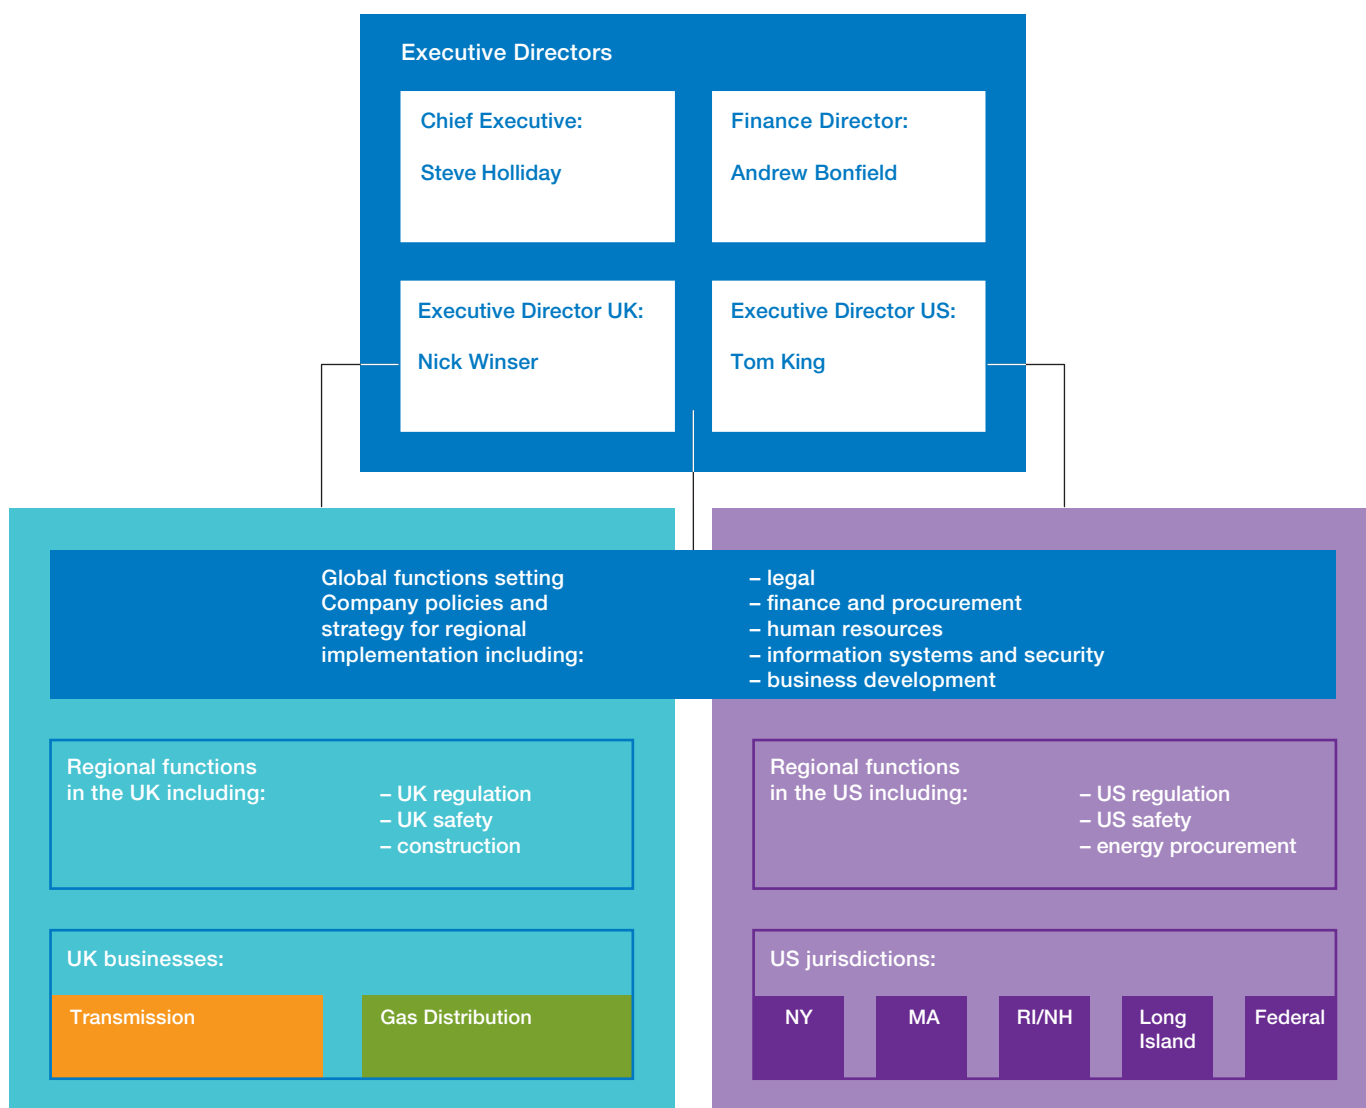 Executive Directors
Chief Executive:
Steve Holliday
Finance Director:
Andrew Bonfield
Executive Director UK:
Nick Winser
Executive Director US:
Tom King
Global functions setting
Company policies and
strategy for regional
implementation including:
– legal
– finance and procurement
– human resources
– information systems and security
– business development
Regional functions
in the UK including:
– UK regulation
– UK safety
– construction
Regional functions
in the US including:
– US regulation
– US safety
– energy procurement
UK businesses:
Transmission
Gas Distribution
US jurisdictions:
NY
MA
RI/NH
Long
Island
Federal